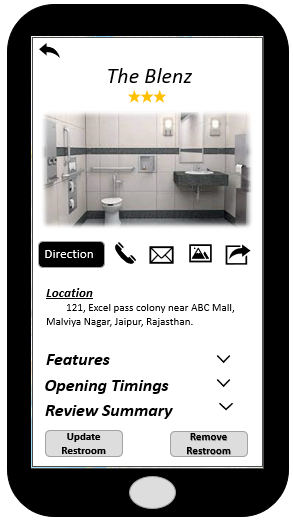 The Blenz
Direction
Location
121, Excel pass colony near ABC Mall,
Malviya Nagar, Jaipur, Rajasthan.
Features
Opening Timings
Review Summary
Update
Restroom
Remove
Restroom